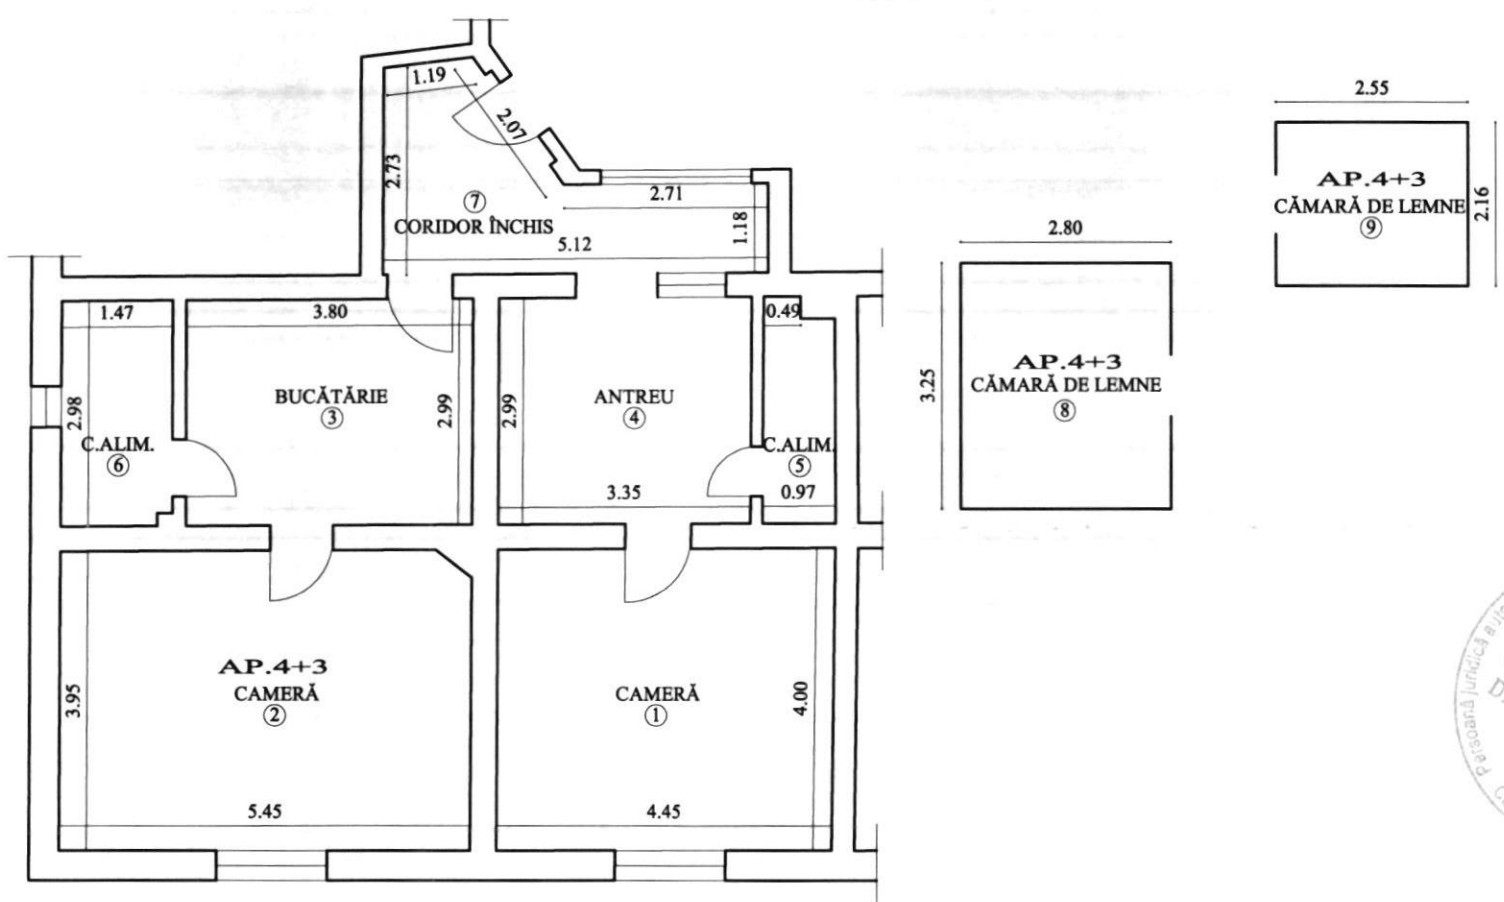 1.19
2.07
2.73
⑦
CORIDOR ÎNCHIS
2.71
1.18
5.12
2.55
AP.4+3
CĂMARĂ DE LEMNE
⑨
2.16
2.80
3.25
AP.4+3
CĂMARĂ DE LEMNE
⑧
1.47
3.80
0.49
2.98
C.ALIM.
⑥
BUCĂTĂRIE
③
2.99
2.99
ANTREU
④
C.ALIM.
⑤
3.35
0.97
3.95
AP.4+3
CAMERĂ
②
5.45
CAMERĂ
①
4.00
4.45
Persoană juridică